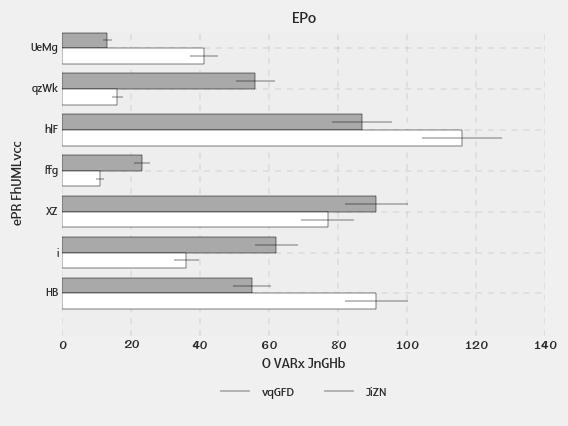 EPo
UeMg
qzWk
hlF
ffg
XZ
i
HB
ePR FhUMLvcc
0 20 40 60 80 100 120 140
O VARx JnGHb
vqGFD JiZN